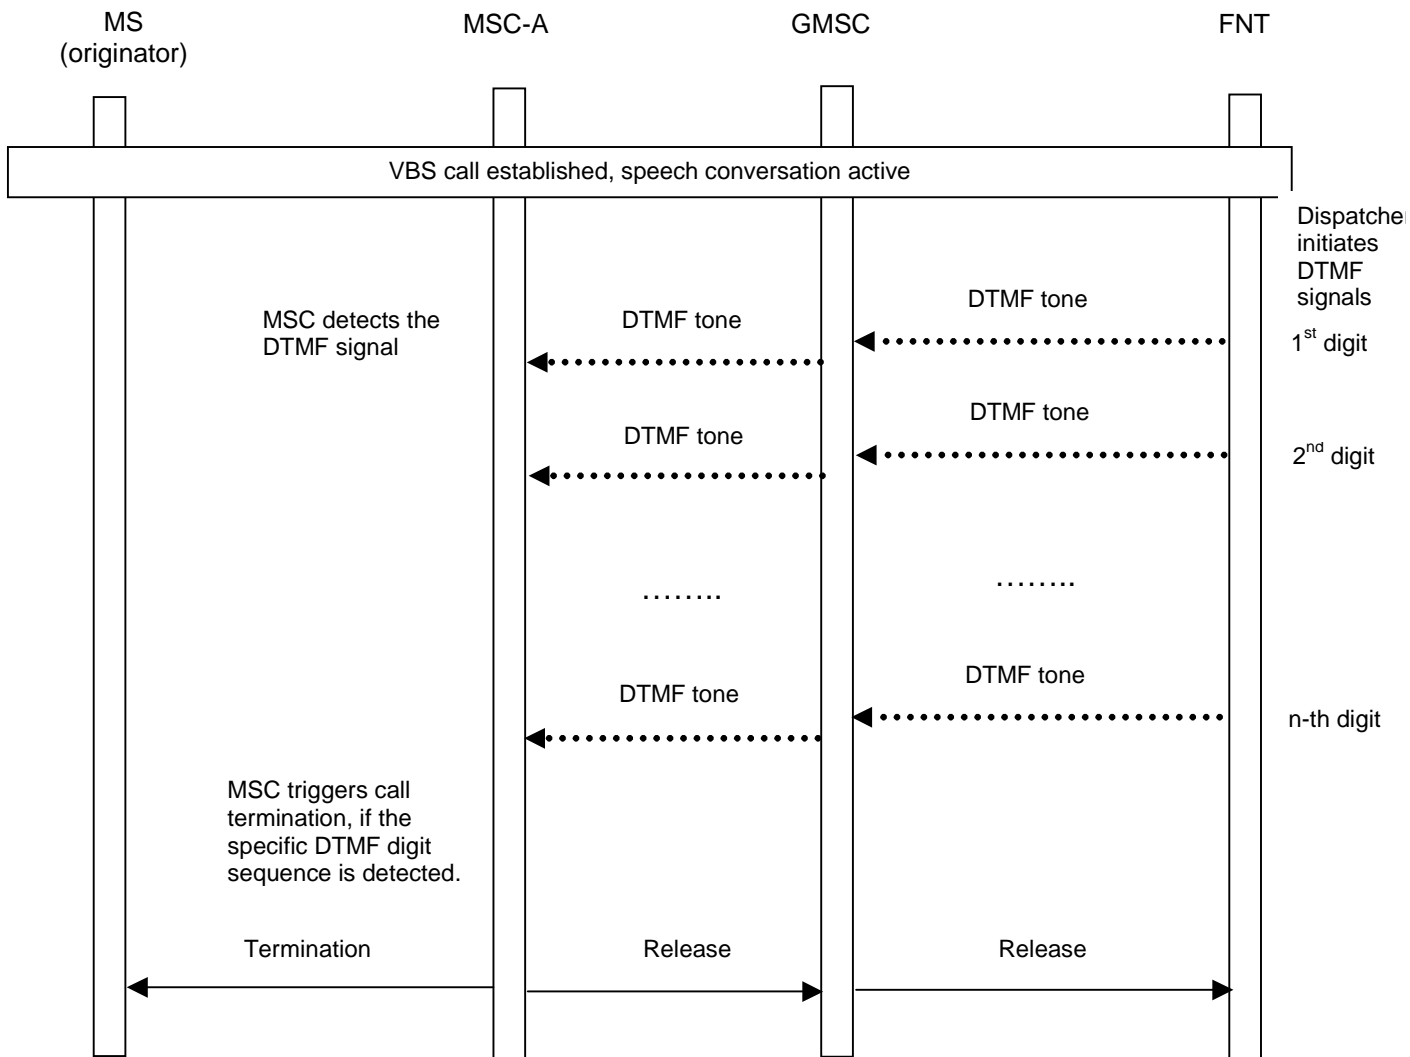 MS
(originator)
MSC-A
GMSC
FNT
VBS call established, speech conversation active
Dispatcher
initiates
DTMF
signals
MSC detects the
DTMF signal
DTMF tone
DTMF tone
1st digit
DTMF tone
DTMF tone
2nd digit
........
........
DTMF tone
DTMF tone
n-th digit
MSC triggers call
termination, if the
specific DTMF digit
sequence is detected.
Termination
Release
Release